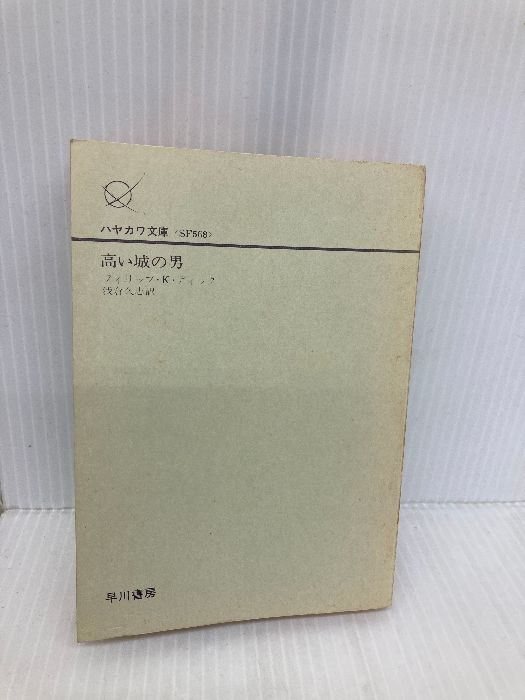 ハヤカワ文庫〈SF568〉
高い城の男
フィリップ・K・ディック
浅倉久志訳
早川書房